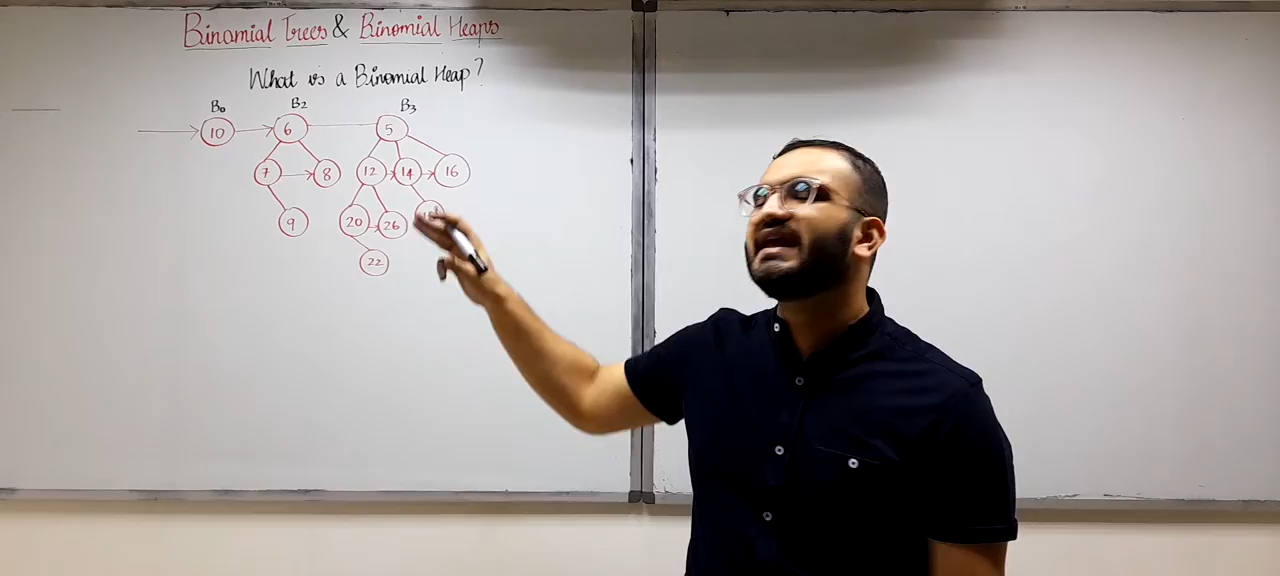 Binamial Trees & Binomial Heaps
What is a Binomial Heap?
B₀ B₂ B₃
10 6 5
7 8 12 14 16
9 20 26
22